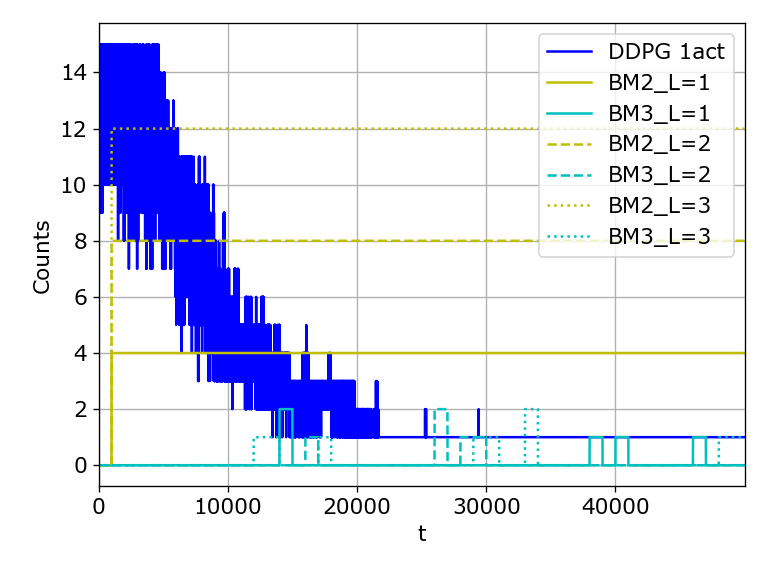 DDPG 1act
BM2_L=1
BM3_L=1
BM2_L=2
BM3_L=2
BM2_L=3
BM3_L=3
Counts
14
12
10
8
6
4
2
0
0 10000 20000 30000 40000
t